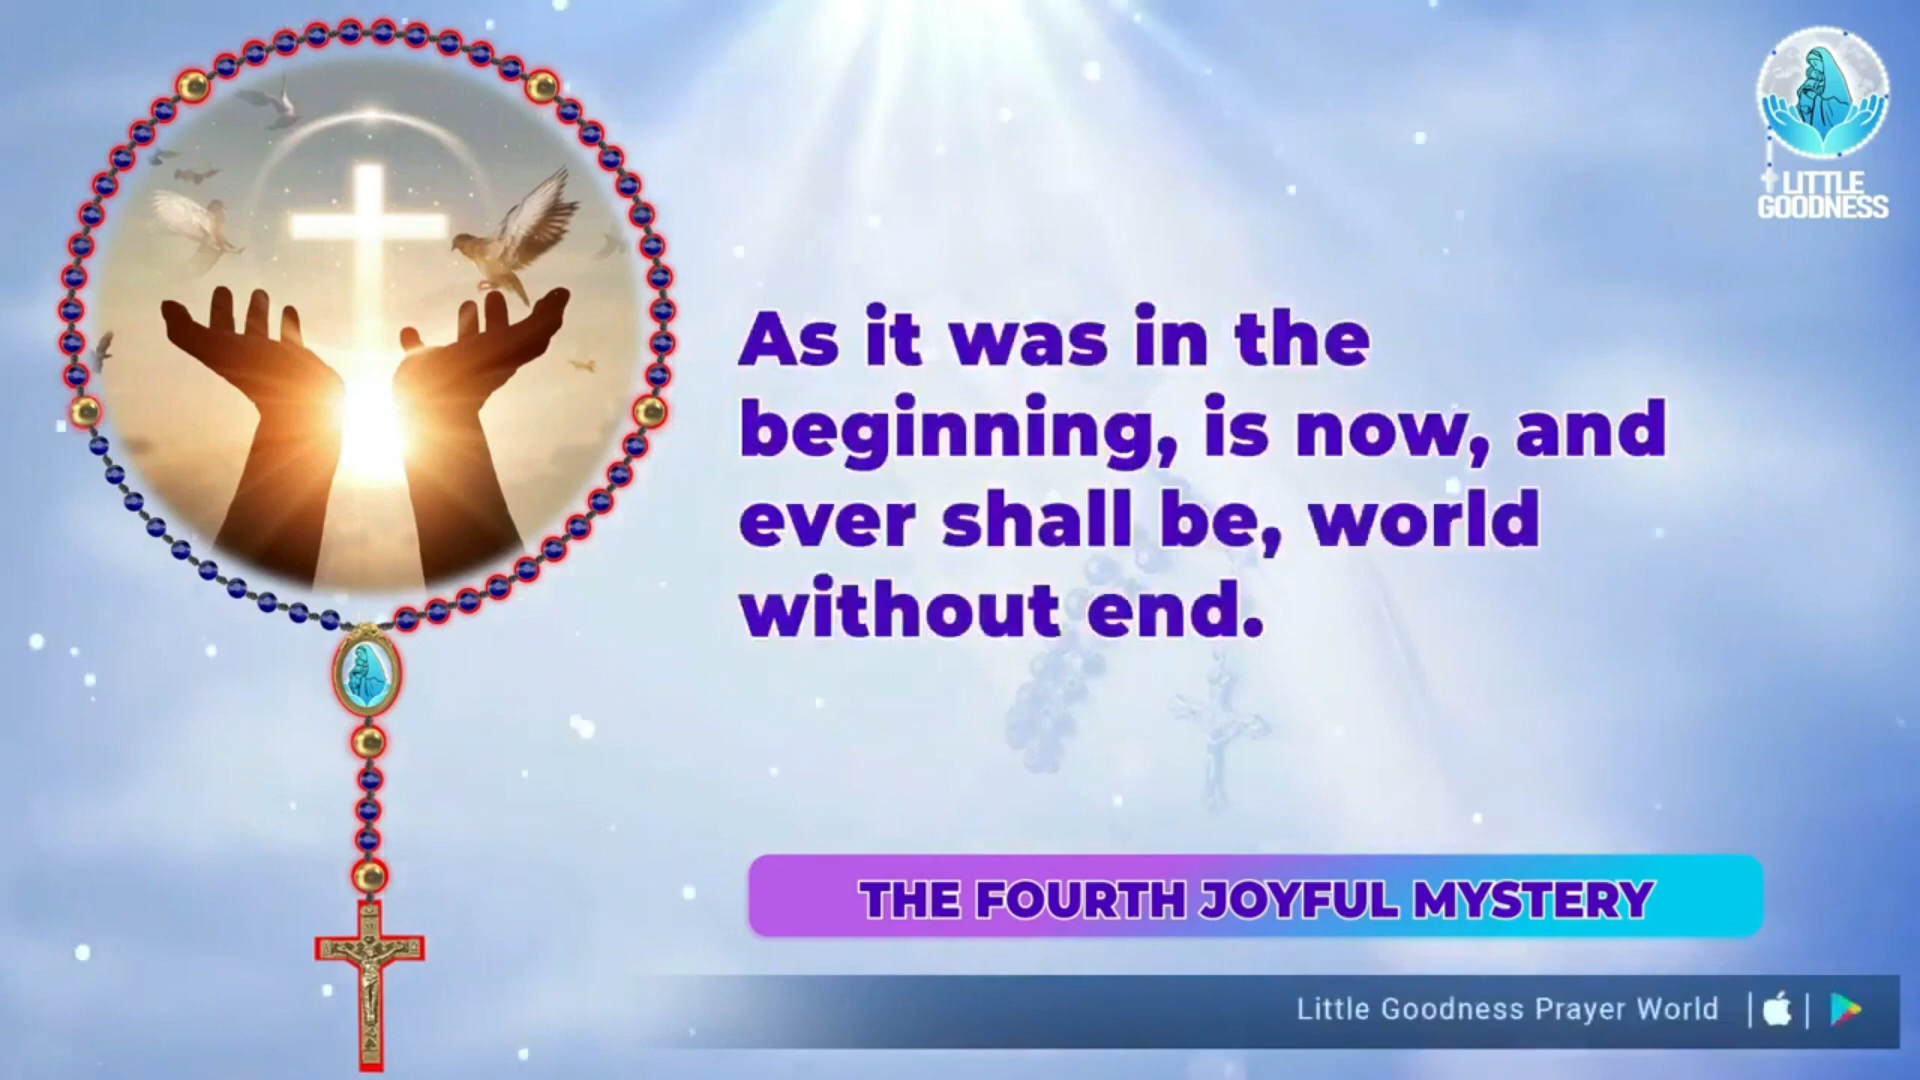 As it was in the
beginning, is now, and
ever shall be, world
without end.
THE FOURTH JOYFUL MYSTERY
Little Goodness Prayer World
LITTLE
GOODNESS